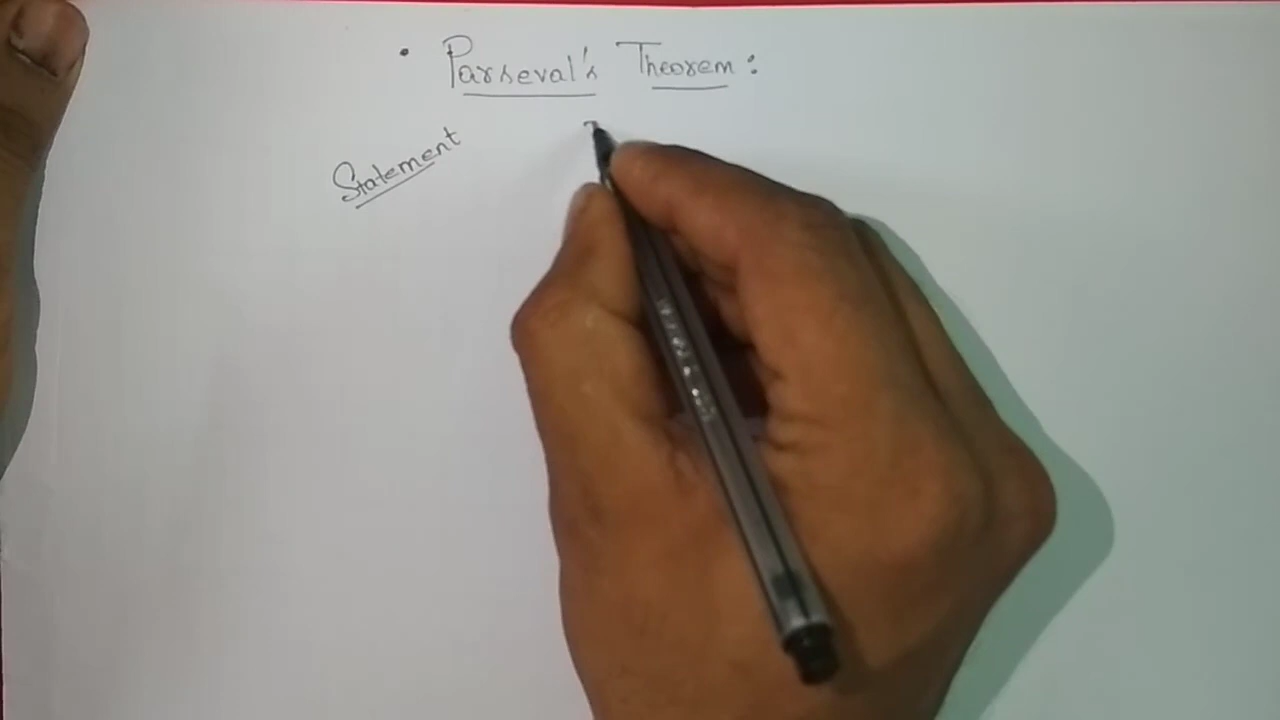 • Parseval's Theorem :
Statement